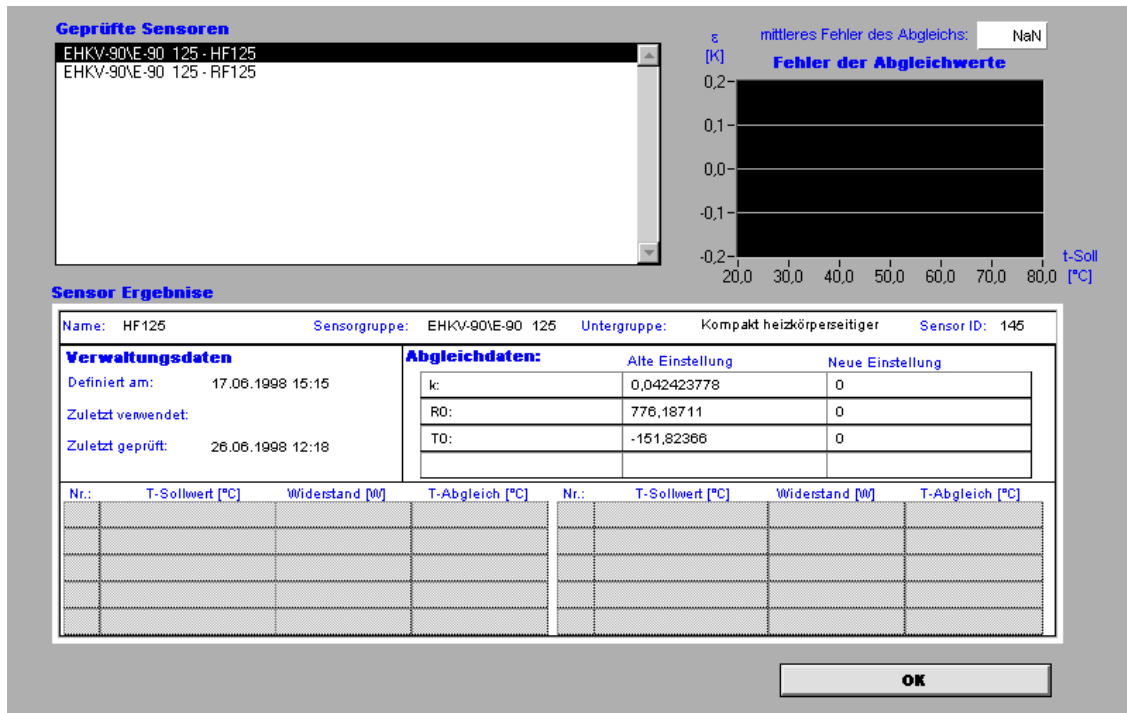 Geprüfte Sensoren
EHKV-90\E-90 125 - HF125
EHKV-90\E-90 125 - RF125
mittleres Fehler des Abgleichs: NaN
ε
[K]
Fehler der Abgleichwerte
0,2
0,1
0,0
-0,1
-0,2
20,0 30,0 40,0 50,0 60,0 70,0 80,0
t-Soll
[°C]
Sensor Ergebnise
Name: HF125 Sensorgruppe: EHKV-90\E-90 125 Untergruppe: Kompakt heizkörperseitiger Sensor ID: 145
Verwaltungsdaten
Definiert am: 17.06.1998 15:15
Zuletzt verwendet:
Zuletzt geprüft: 26.06.1998 12:18
Abgleichdaten: Alte Einstellung Neue Einstellung
k: 0,042423778 0
R0: 776,18711 0
T0: -151,82366 0
Nr.: T-Sollwert [°C] Widerstand [W] T-Abgleich [°C] Nr.: T-Sollwert [°C] Widerstand [W] T-Abgleich [°C]
OK